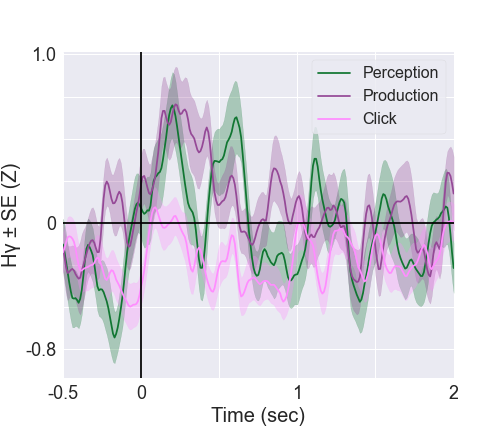 1.0
Perception
Production
Click
Hγ ± SE (Z)
0
-0.8
-0.5
0
1
2
Time (sec)